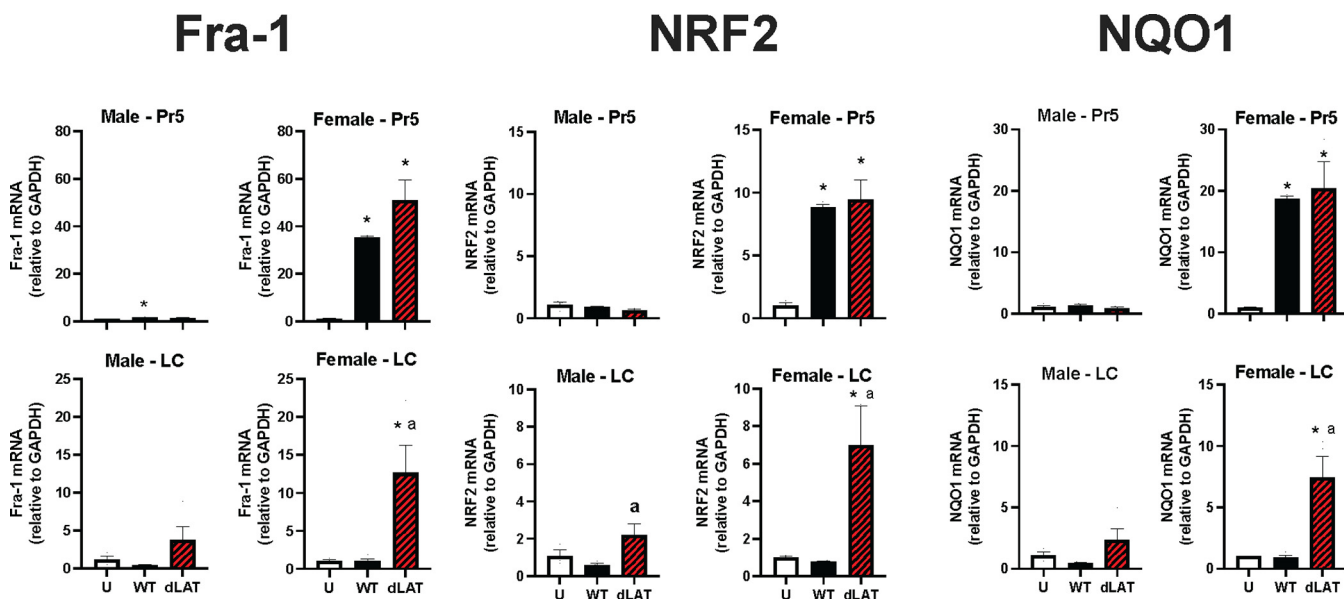 Fra-1
NRF2
NQO1
Male - Pr5
Fra-1 mRNA
(relative to GAPDH)
80
60
40
20
0
*
Female - Pr5
Fra-1 mRNA
(relative to GAPDH)
80
60
40
20
0
*
*
Male - Pr5
NRF2 mRNA
(relative to GAPDH)
15
10
5
0
Female - Pr5
NRF2 mRNA
(relative to GAPDH)
15
10
5
0
*
*
Male - Pr5
NQO1 mRNA
(relative to GAPDH)
30
20
10
0
Female - Pr5
NQO1 mRNA
(relative to GAPDH)
30
20
10
0
*
*
Male - LC
Fra-1 mRNA
(relative to GAPDH)
25
20
15
10
5
0
U WT dLAT
Female - LC
Fra-1 mRNA
(relative to GAPDH)
25
20
15
10
5
0
* a
U WT dLAT
Male - LC
NRF2 mRNA
(relative to GAPDH)
10
8
6
4
2
0
a
U WT dLAT
Female - LC
NRF2 mRNA
(relative to GAPDH)
10
8
6
4
2
0
* a
U WT dLAT
Male - LC
NQO1 mRNA
(relative to GAPDH)
15
10
5
0
U WT dLAT
Female - LC
NQO1 mRNA
(relative to GAPDH)
15
10
5
0
* a
U WT dLAT